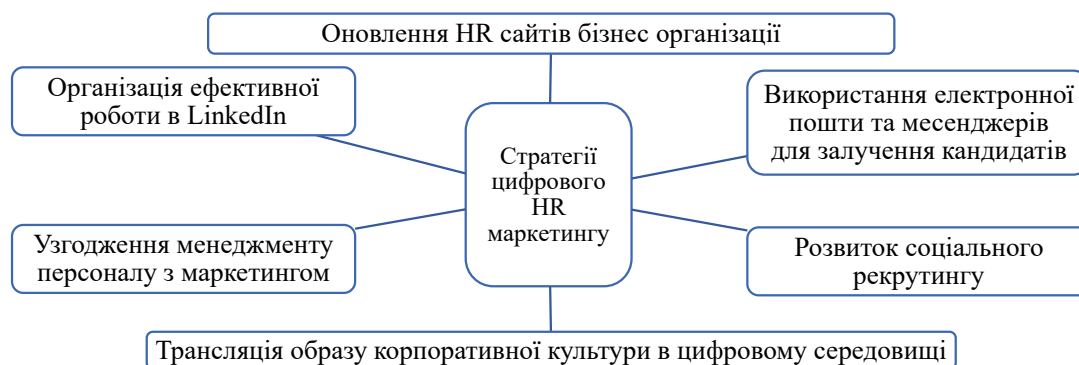 Оновлення HR сайтів бізнес організації
Організація ефективної
роботи в LinkedIn
Використання електронної
пошти та месенджерів
для залучення кандидатів
Стратегії
цифрового
HR
маркетингу
Узгодження менеджменту
персоналу з маркетингом
Розвиток соціального
рекрутингу
Трансляція образу корпоративної культури в цифровому середовищі